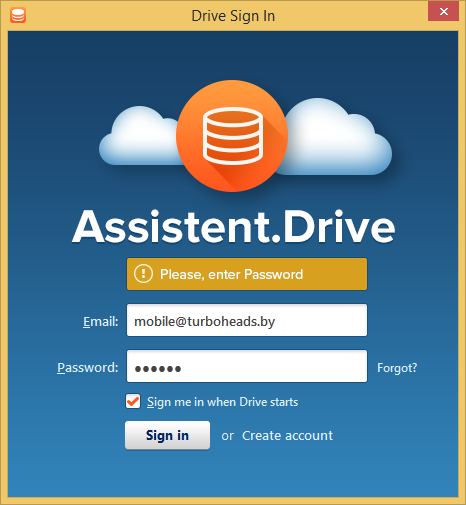 Drive Sign In
Assistent.Drive
Please, enter Password
Email: mobile@turboheads.by
Password: ●●●●●● Forgot?
Sign me in when Drive starts
Sign in or Create account